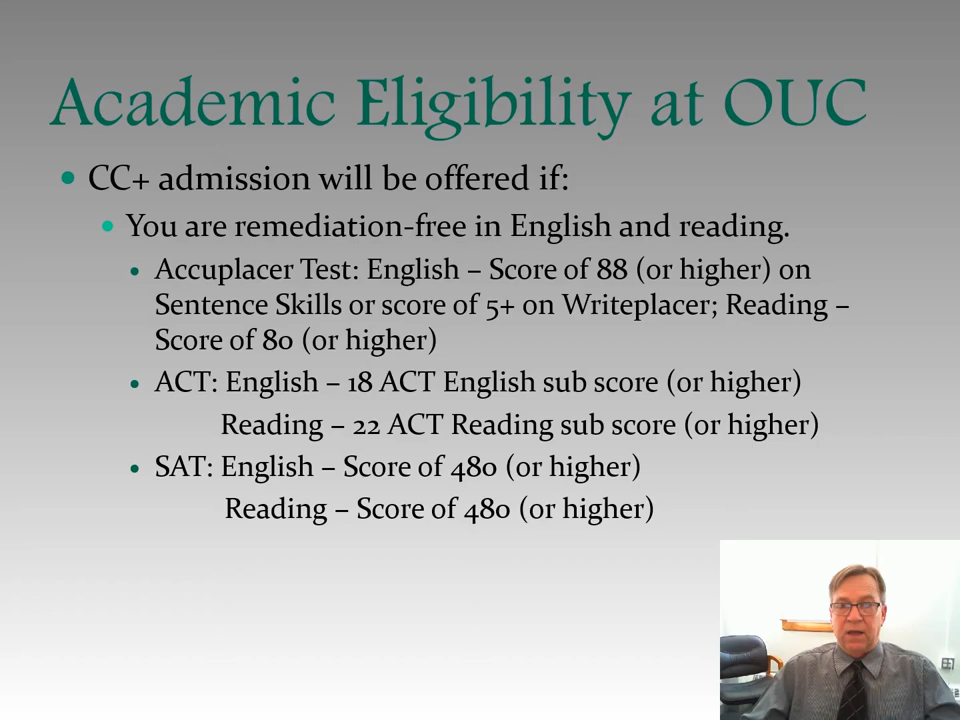 Academic Eligibility at OUC
CC+ admission will be offered if:
You are remediation-free in English and reading.
Accuplacer Test: English – Score of 88 (or higher) on
Sentence Skills or score of 5+ on Writeplacer; Reading –
Score of 80 (or higher)
ACT: English – 18 ACT English sub score (or higher)
Reading – 22 ACT Reading sub score (or higher)
SAT: English – Score of 480 (or higher)
Reading – Score of 480 (or higher)